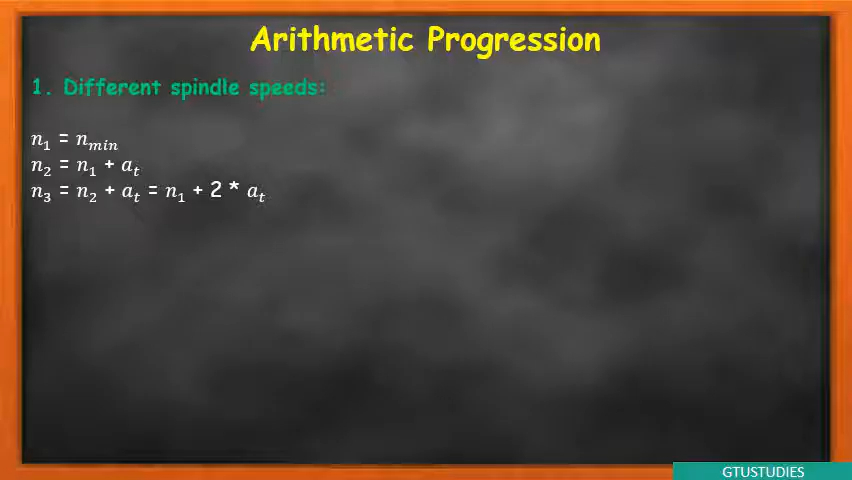 Arithmetic Progression
1. Different spindle speeds:
n₁ = nₘᵢₙ
n₂ = n₁ + aₜ
n₃ = n₂ + aₜ = n₁ + 2 * aₜ
GTUSTUDIES